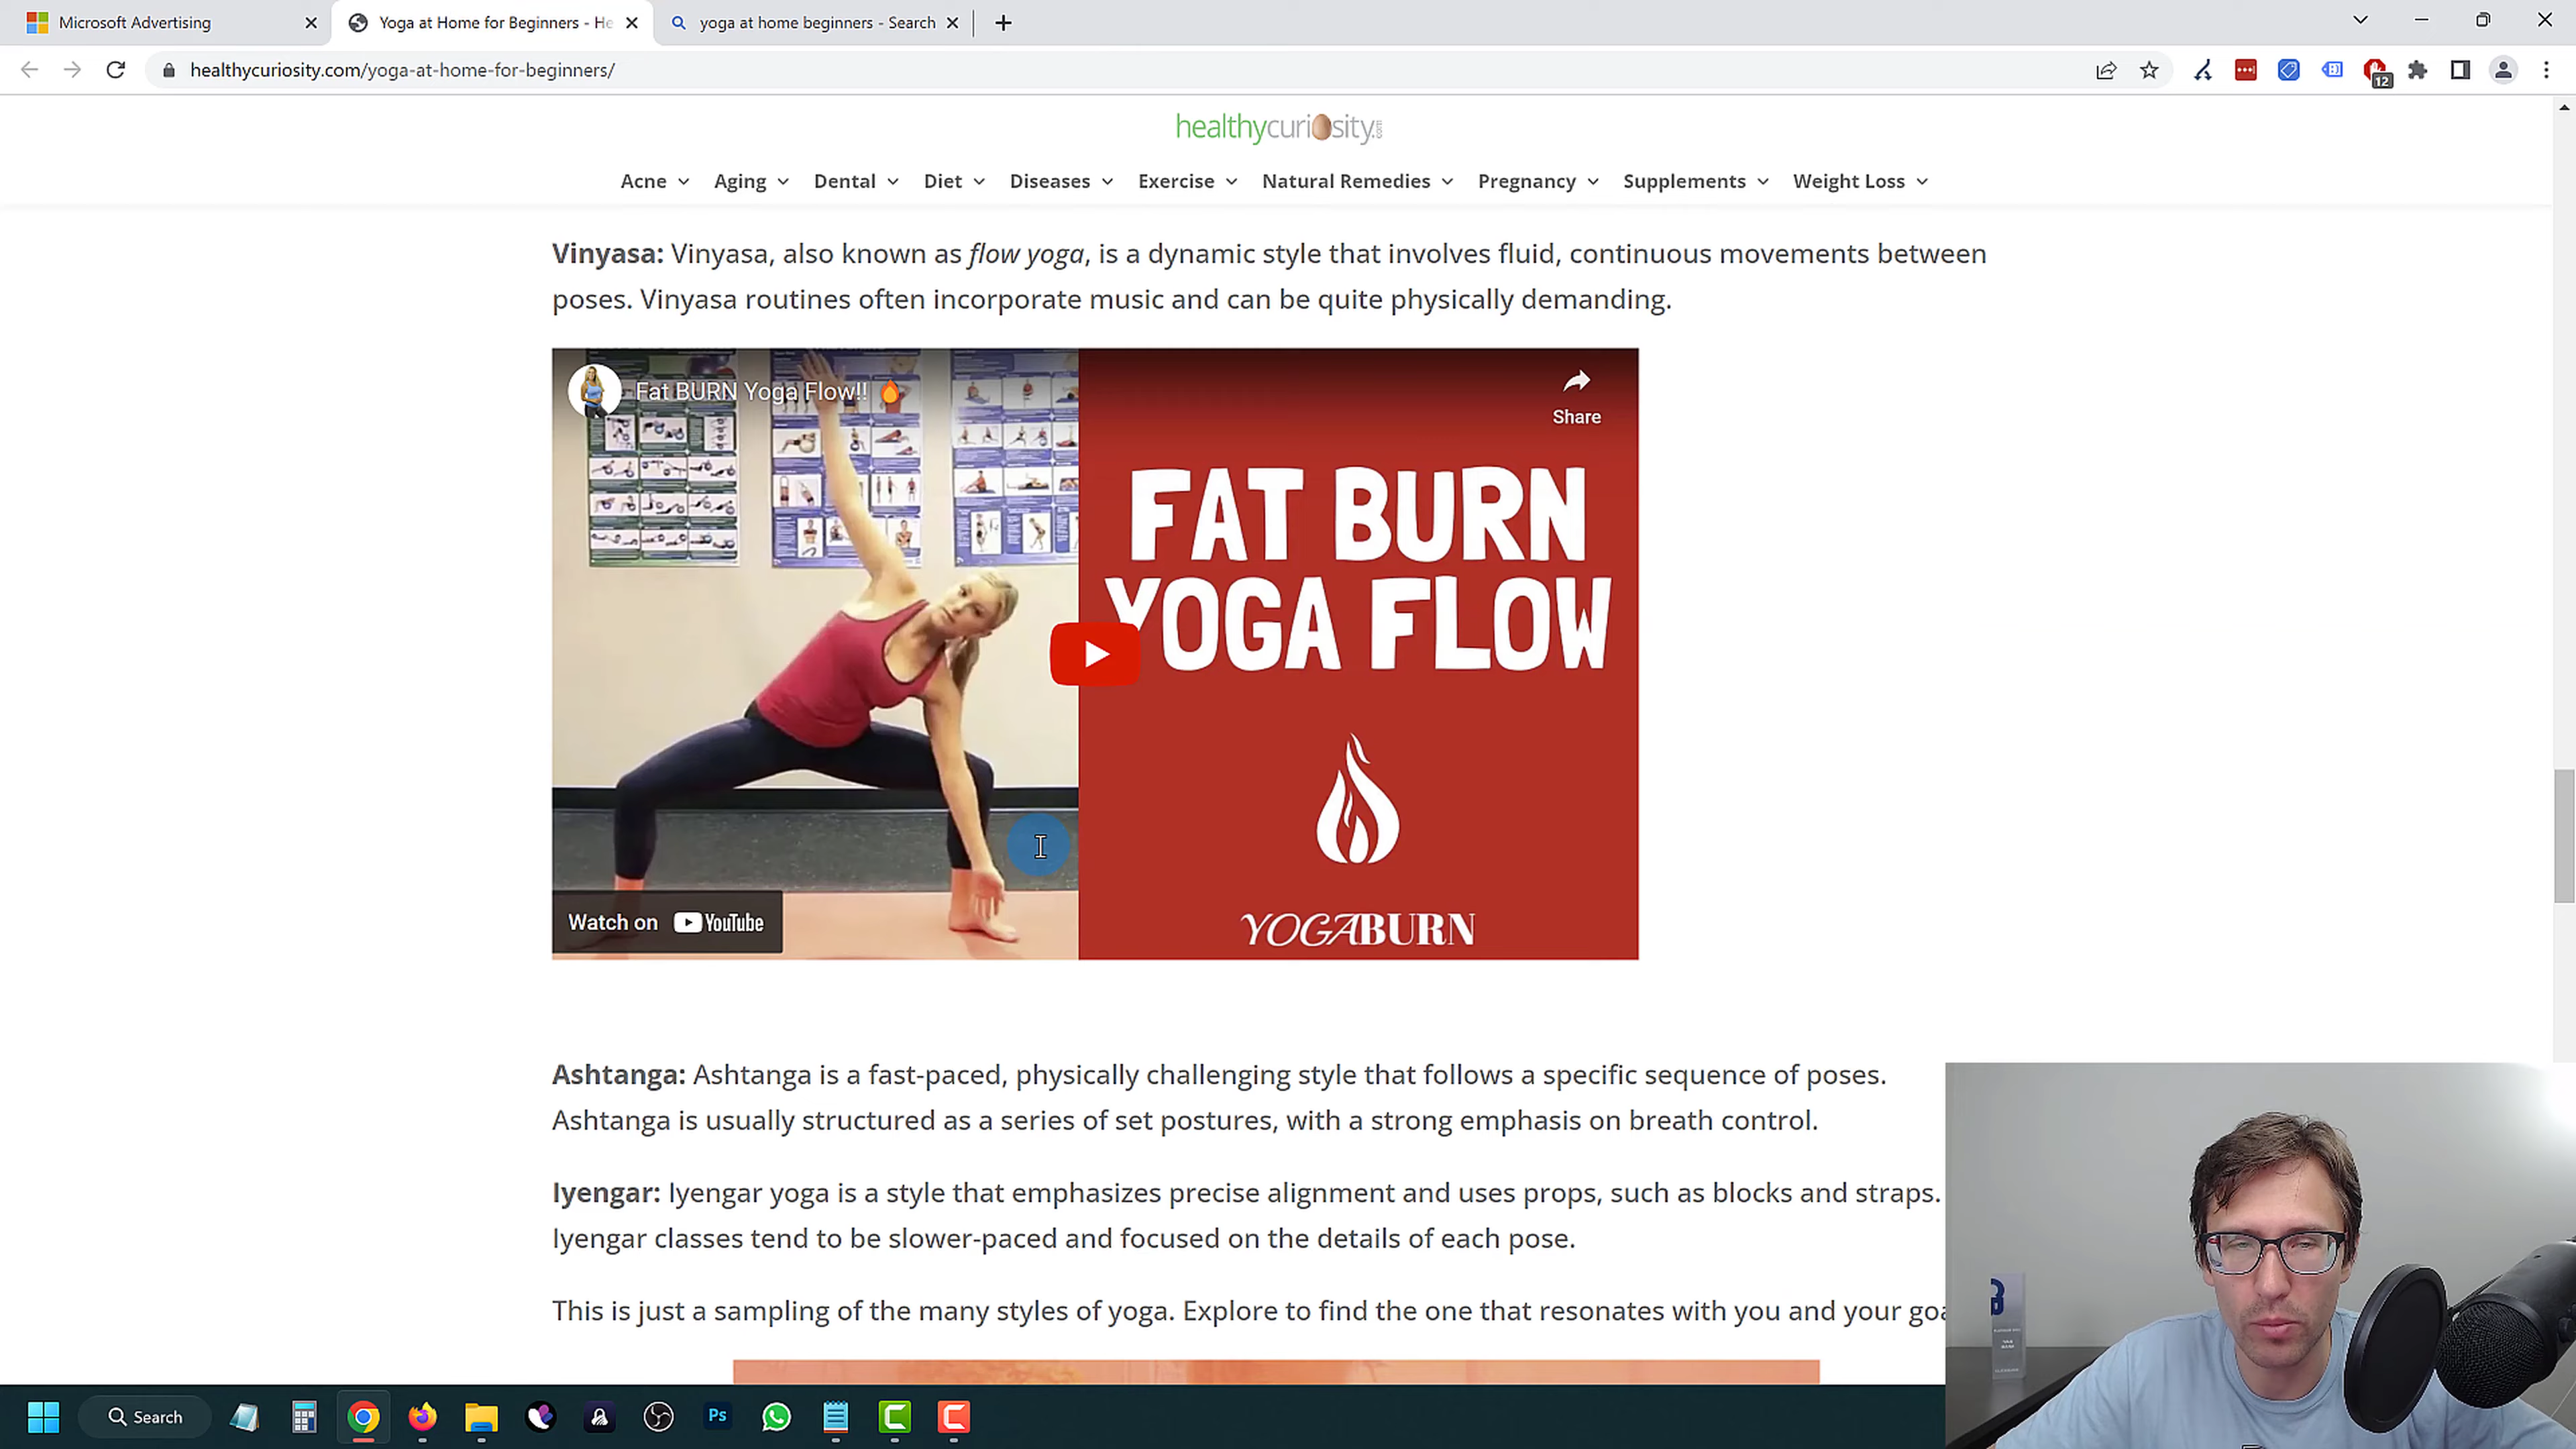 Microsoft Advertising
Yoga at Home for Beginners - He
yoga at home beginners - Search
healthycuriosity.com/yoga-at-home-for-beginners/
12
healthycuriosity.com
Acne Aging Dental Diet Diseases Exercise Natural Remedies Pregnancy Supplements Weight Loss
Vinyasa: Vinyasa, also known as flow yoga, is a dynamic style that involves fluid, continuous movements between
poses. Vinyasa routines often incorporate music and can be quite physically demanding.
Fat BURN Yoga Flow!! 🔥
Share
FAT BURN
YOGA FLOW
Watch on YouTube
YOGABURN
Ashtanga: Ashtanga is a fast-paced, physically challenging style that follows a specific sequence of poses.
Ashtanga is usually structured as a series of set postures, with a strong emphasis on breath control.
Iyengar: Iyengar yoga is a style that emphasizes precise alignment and uses props, such as blocks and straps.
Iyengar classes tend to be slower-paced and focused on the details of each pose.
This is just a sampling of the many styles of yoga. Explore to find the one that resonates with you and your goa
Search
Ps